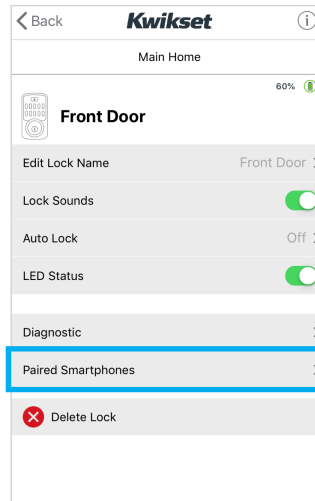 Back Kwikset
Main Home
60%
Front Door
Edit Lock Name Front Door
Lock Sounds
Auto Lock Off
LED Status
Diagnostic
Paired Smartphones
Delete Lock